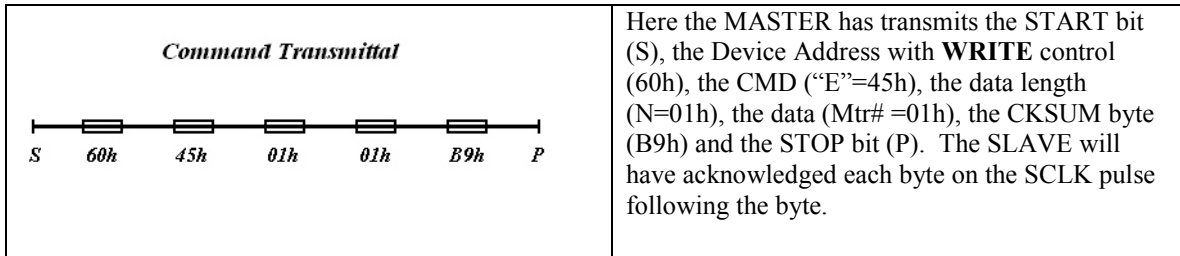 Command Transmittal
S 60h 45h 01h 01h B9h P
Here the MASTER has transmits the START bit
(S), the Device Address with WRITE control
(60h), the CMD (“E”=45h), the data length
(N=01h), the data (Mtr# =01h), the CKSUM byte
(B9h) and the STOP bit (P).  The SLAVE will
have acknowledged each byte on the SCLK pulse
following the byte.